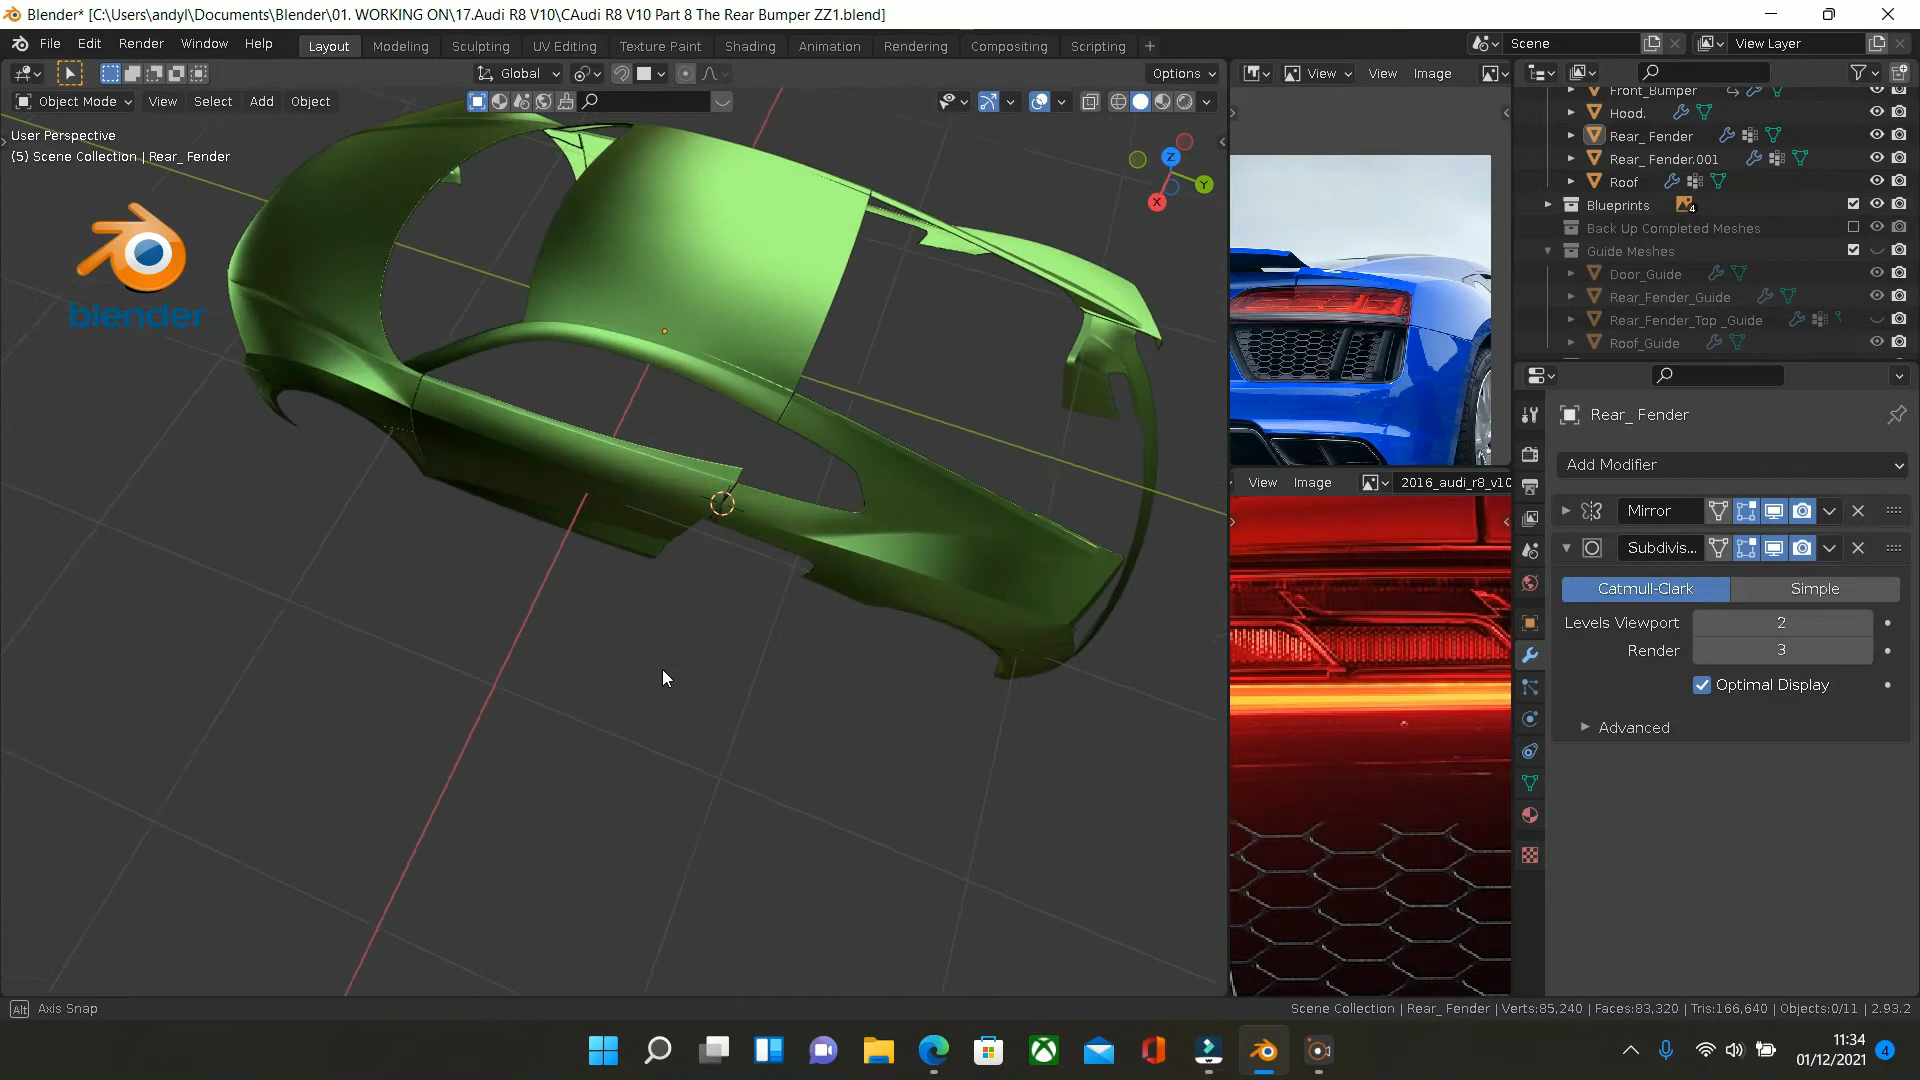 Blender* [C:\Users\andyl\Documents\Blender\01. WORKING ON\17.Audi R8 V10\CAudi R8 V10 Part 8 The Rear Bumper ZZ1.blend]
File Edit Render Window Help Layout Modeling Sculpting UV Editing Texture Paint Shading Animation Rendering Compositing Scripting + Scene View Layer
Global Options View View Image
Object Mode View Select Add Object
User Perspective
(5) Scene Collection | Rear_ Fender
blender
Z
Y
X
Front_Bumper
Hood.
Rear_ Fender
Rear_ Fender.001
Roof
Blueprints 4
Back Up Completed Meshes
Guide Meshes
Door_Guide
Rear_Fender_Guide
Rear_Fender_Top _Guide
Roof_Guide
View Image 2016_audi_r8_v10
Rear_ Fender
Add Modifier
Mirror
Subdivis...
Catmull-Clark Simple
Levels Viewport 2
Render 3
Optimal Display
Advanced
Alt Axis Snap
Scene Collection | Rear_ Fender | Verts:85,240 | Faces:83,320 | Tris:166,640 | Objects:0/11 | 2.93.2
11:34
01/12/2021 4